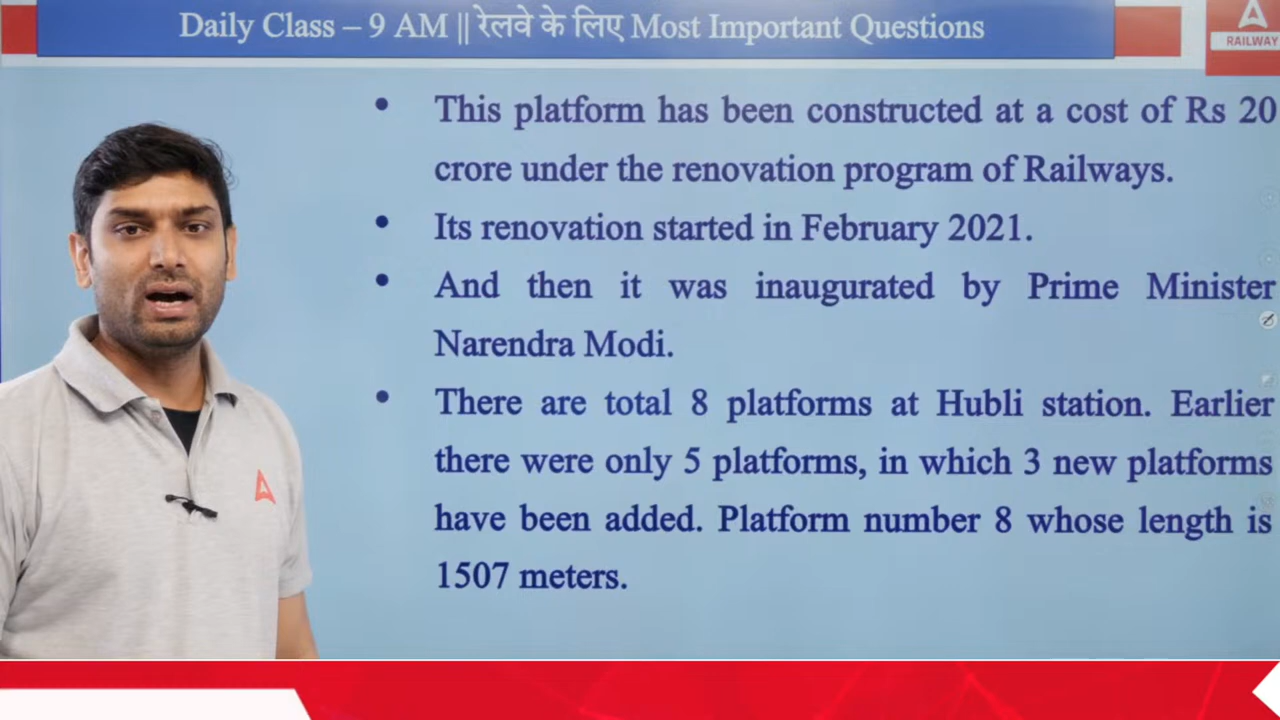 Daily Class – 9 AM || रेलवे के लिए Most Important Questions
RAILWAY
• This platform has been constructed at a cost of Rs 20
crore under the renovation program of Railways.
• Its renovation started in February 2021.
• And then it was inaugurated by Prime Minister
Narendra Modi.
• There are total 8 platforms at Hubli station. Earlier
there were only 5 platforms, in which 3 new platforms
have been added. Platform number 8 whose length is
1507 meters.